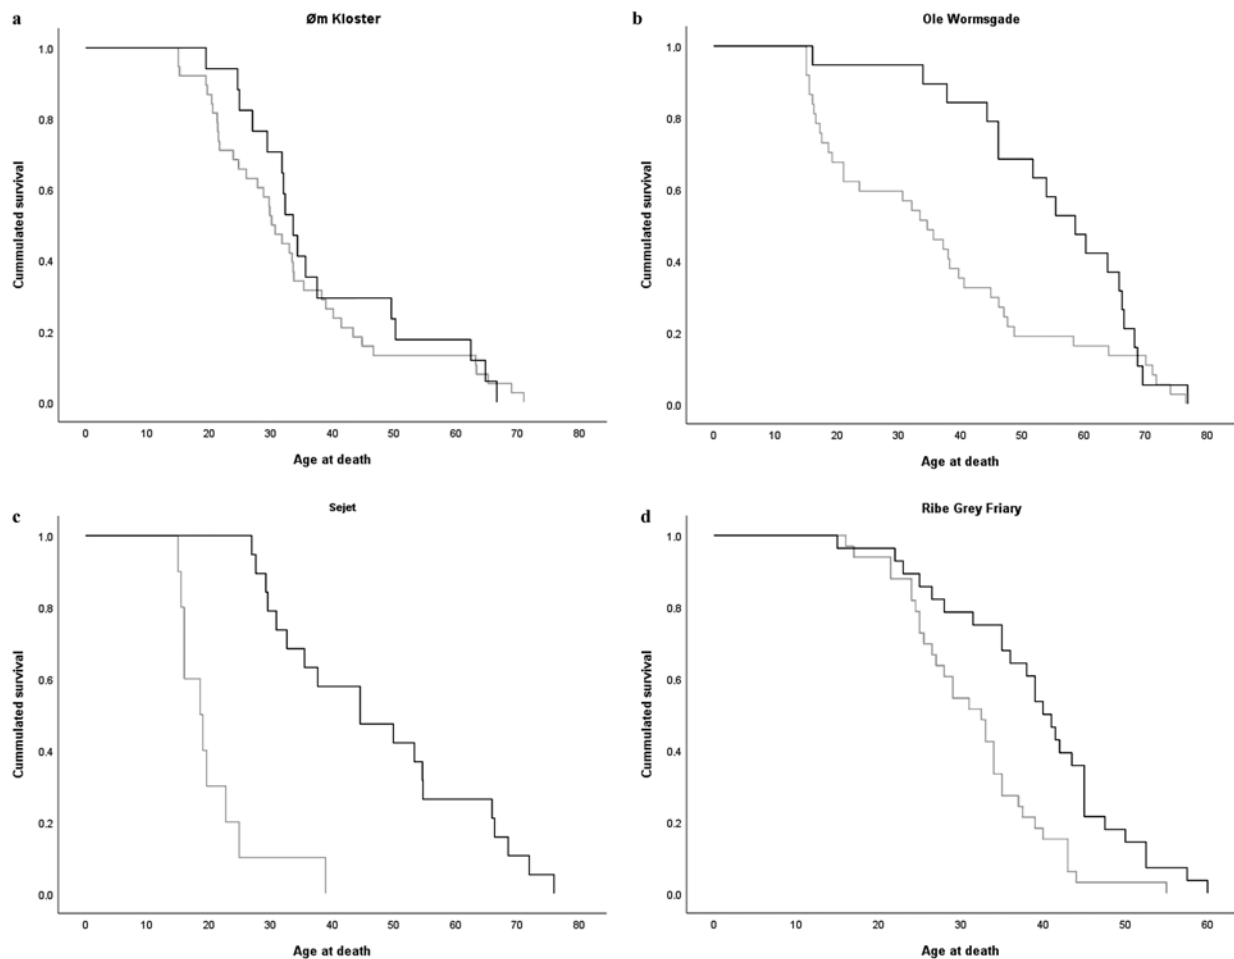 a
Øm Kloster
1.0
0.8
0.6
0.4
0.2
0.0
Cummulated survival
0 10 20 30 40 50 60 70 80
Age at death
b
Ole Wormsgade
1.0
0.8
0.6
0.4
0.2
0.0
Cummulated survival
0 10 20 30 40 50 60 70 80
Age at death
c
Sejet
1.0
0.8
0.6
0.4
0.2
0.0
Cummulated survival
0 10 20 30 40 50 60 70 80
Age at death
d
Ribe Grey Friary
1.0
0.8
0.6
0.4
0.2
0.0
Cummulated survival
0 10 20 30 40 50 60
Age at death